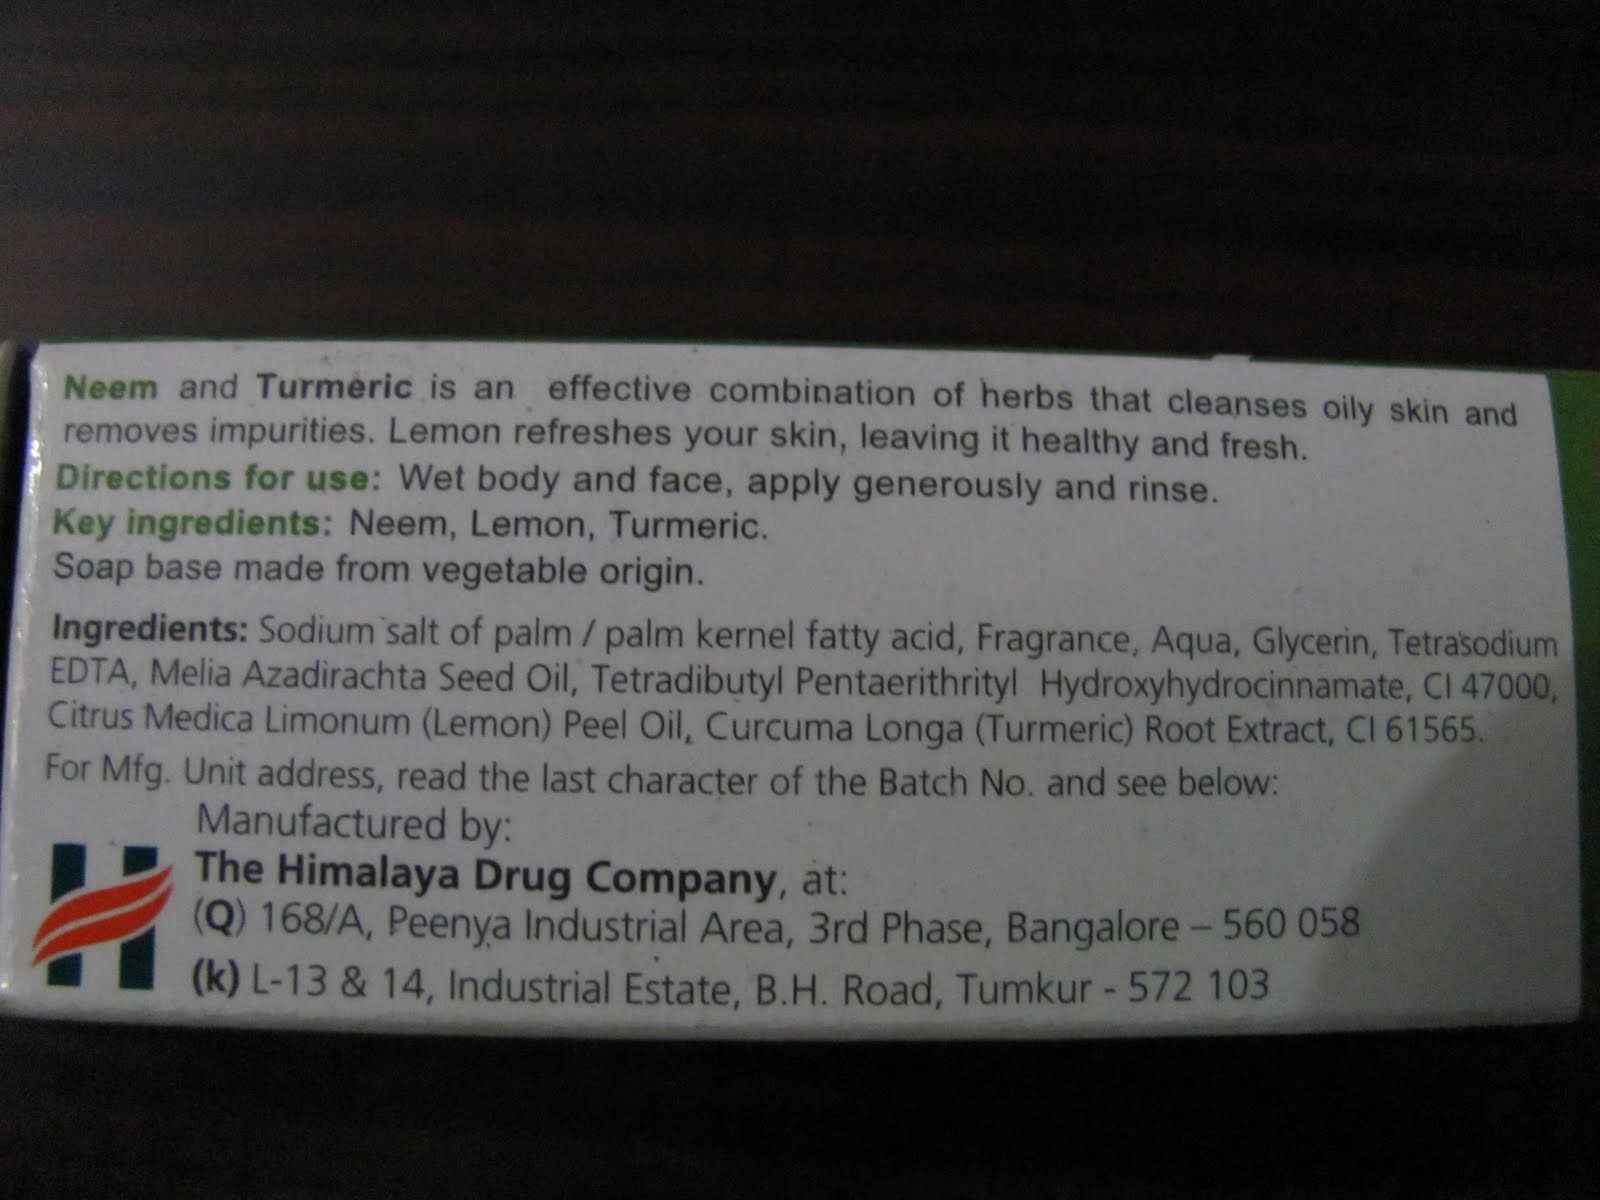 Neem and Turmeric is an effective combination of herbs that cleanses oily skin and
removes impurities. Lemon refreshes your skin, leaving it healthy and fresh.
Directions for use: Wet body and face, apply generously and rinse.
Key ingredients: Neem, Lemon, Turmeric.
Soap base made from vegetable origin.
Ingredients: Sodium salt of palm / palm kernel fatty acid, Fragrance, Aqua, Glycerin, Tetrasodium
EDTA, Melia Azadirachta Seed Oil, Tetradibutyl Pentaerithrityl Hydroxyhydrocinnamate, CI 47000,
Citrus Medica Limonum (Lemon) Peel Oil, Curcuma Longa (Turmeric) Root Extract, CI 61565.
For Mfg. Unit address, read the last character of the Batch No. and see below:
Manufactured by:
The Himalaya Drug Company, at:
(Q) 168/A, Peenya Industrial Area, 3rd Phase, Bangalore – 560 058
(k) L-13 & 14, Industrial Estate, B.H. Road, Tumkur - 572 103